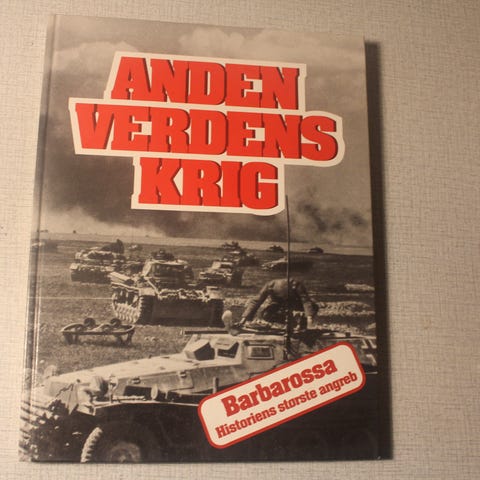 ANDEN
VERDENS
KRIG
Barbarossa
Historiens største angreb